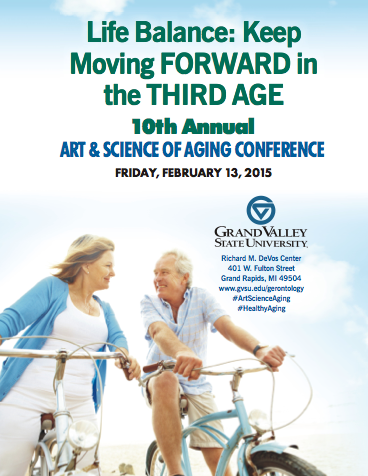 Life Balance: Keep
Moving FORWARD in
the THIRD AGE
10th Annual
ART & SCIENCE OF AGING CONFERENCE
FRIDAY, FEBRUARY 13, 2015
GRAND VALLEY
STATE UNIVERSITY.
Richard M. DeVos Center
401 W. Fulton Street
Grand Rapids, MI 49504
www.gvsu.edu/gerontology
#ArtScienceAging
#HealthyAging